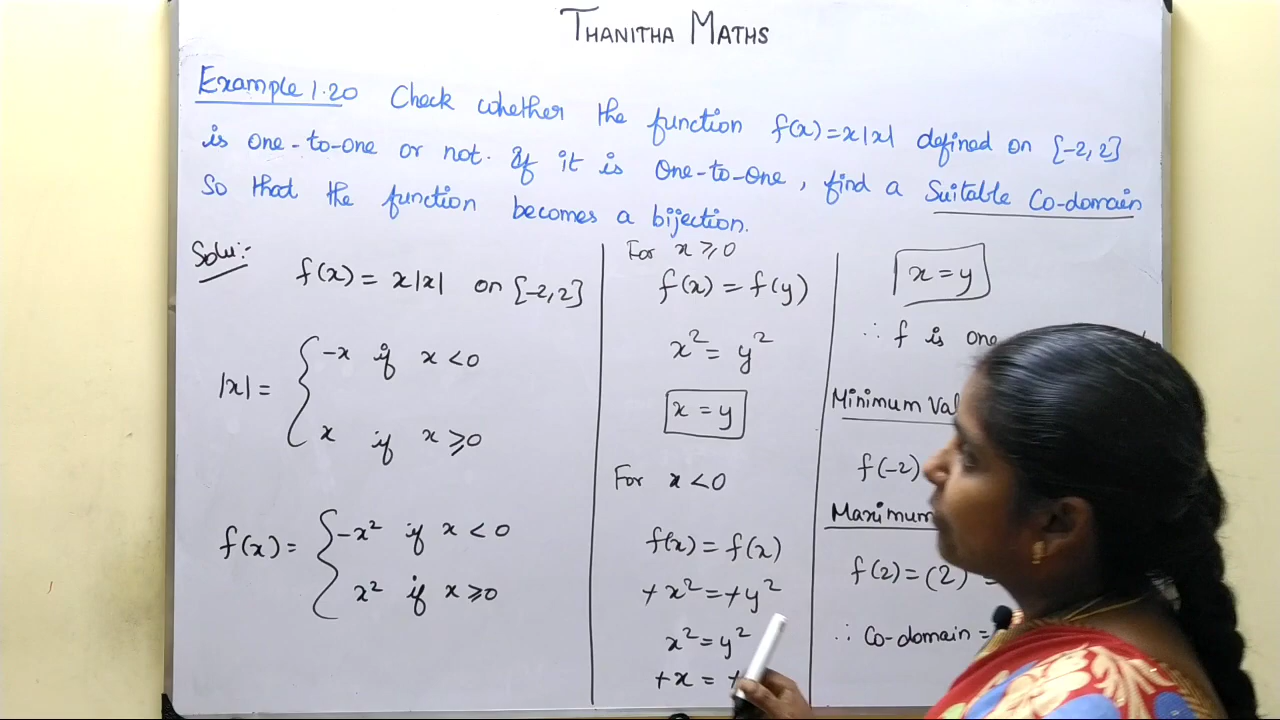 THANITHA MATHS
Example 1.20 Check whether the function f(x)=x|x| defined on [-2,2]
is one-to-one or not. If it is one-to-one, find a Suitable Co-domain
So that the function becomes a bijection.
Solu:-
f(x) = x|x| on [-2,2]
|x| = { -x if x < 0
x if x ≥ 0
f(x) = { -x² if x < 0
x² if x ≥ 0
For x ≥ 0
f(x) = f(y)
x² = y²
x = y
For x < 0
f(x) = f(x)
+x² = +y²
x² = y²
+x = +
x = y
∴ f is one
Minimum Val
f(-2)
Maximum
f(2) = (2) =
∴ Co-domain =